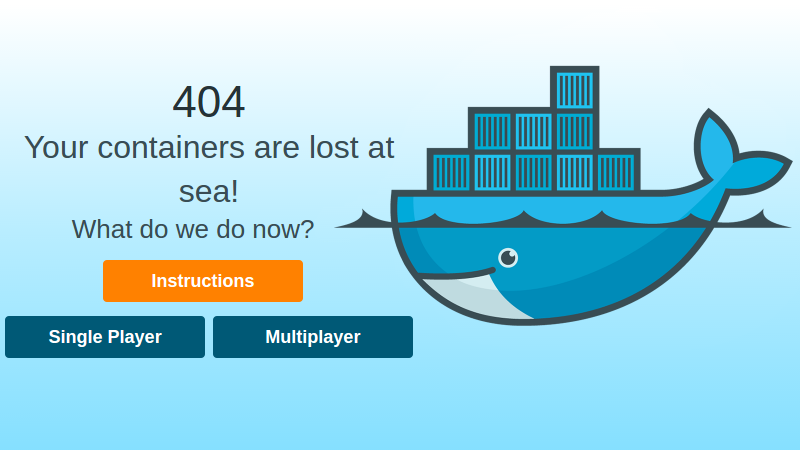 404
Your containers are lost at
sea!
What do we do now?
Instructions
Single Player
Multiplayer